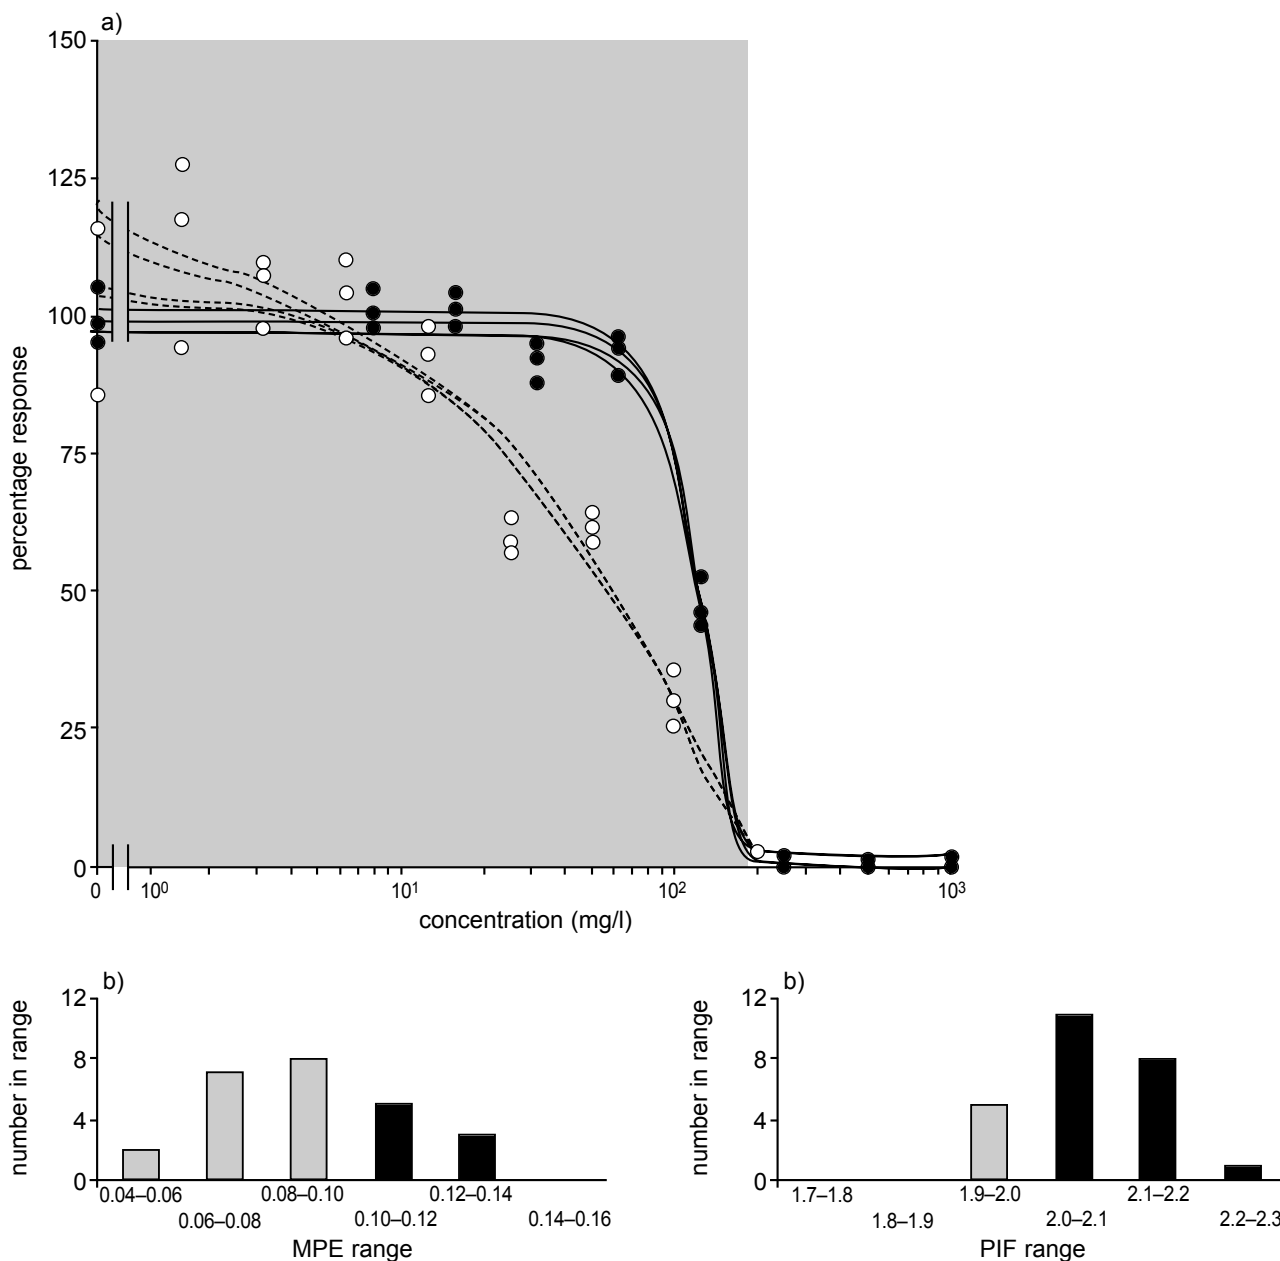 a)
150
125
100
75
50
25
0
percentage response
0 10⁰ 10¹ 10² 10³
concentration (mg/l)
b)
12
8
4
0
number in range
0.04–0.06 0.08–0.10 0.12–0.14
0.06–0.08 0.10–0.12 0.14–0.16
MPE range
b)
12
8
4
0
number in range
1.7–1.8 1.9–2.0 2.1–2.2
1.8–1.9 2.0–2.1 2.2–2.3
PIF range